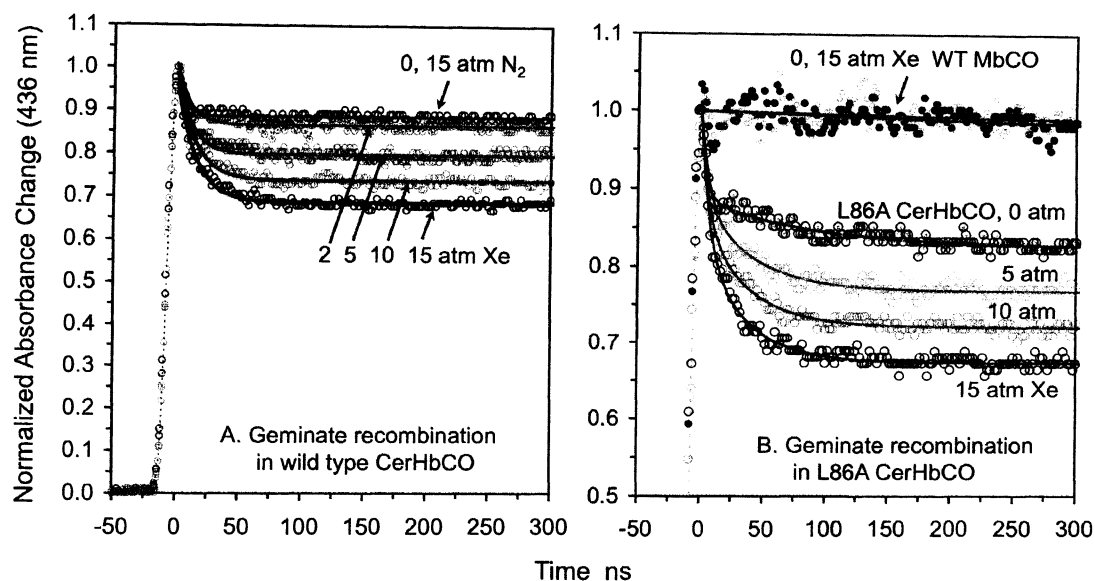 Normalized Absorbance Change (436 nm)
1.1
1.0
0.9
0.8
0.7
0.6
0.5
0.4
0.3
0.2
0.1
0.0
0, 15 atm N₂
2 5 10 15 atm Xe
A. Geminate recombination
in wild type CerHbCO
-50 0 50 100 150 200 250 300
1.1
1.0
0.9
0.8
0.7
0.6
0.5
0, 15 atm Xe WT MbCO
L86A CerHbCO, 0 atm
5 atm
10 atm
15 atm Xe
B. Geminate recombination
in L86A CerHbCO
-50 0 50 100 150 200 250 300
Time ns